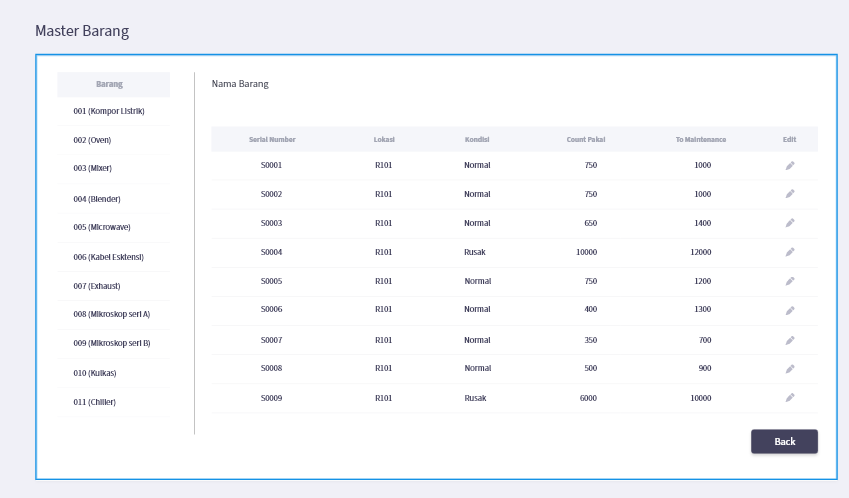 Master Barang
Barang
001 (Kompor Listrik)
002 (Oven)
003 (Mixer)
004 (Blender)
005 (Microwave)
006 (Kabel Esktensi)
007 (Exhaust)
008 (Mikroskop seri A)
009 (Mikroskop seri B)
010 (Kulkas)
011 (Chiller)
Nama Barang
Serial Number Lokasi Kondisi Count Pakai To Maintenance Edit
S0001 R101 Normal 750 1000
S0002 R101 Normal 750 1000
S0003 R101 Normal 650 1400
S0004 R101 Rusak 10000 12000
S0005 R101 Normal 750 1200
S0006 R101 Normal 400 1300
S0007 R101 Normal 350 700
S0008 R101 Normal 500 900
S0009 R101 Rusak 6000 10000
Back